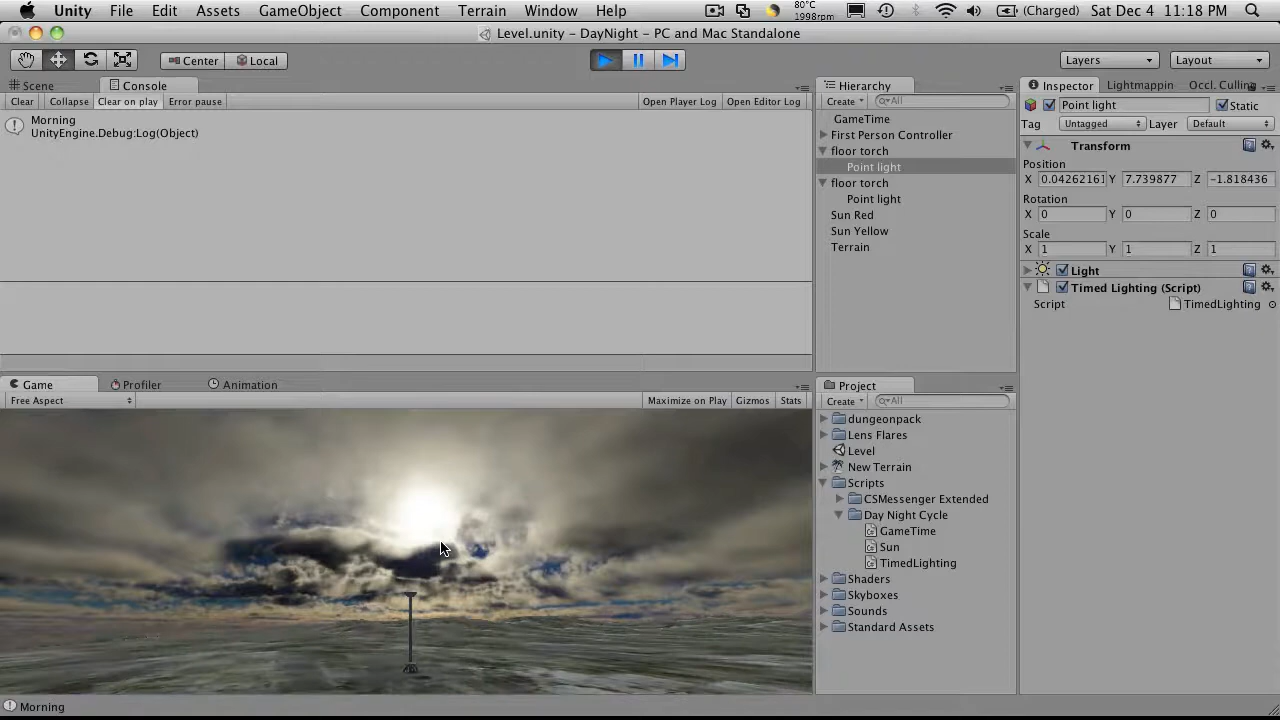 Unity File Edit Assets GameObject Component Terrain Window Help 80°C 1998rpm (Charged) Sat Dec 4 11:18 PM
Level.unity - DayNight - PC and Mac Standalone
Center Local Layers Layout
Scene Console
Clear Collapse Clear on play Error pause Open Player Log Open Editor Log
Morning
UnityEngine.Debug:Log(Object)
Hierarchy
Create All
GameTime
First Person Controller
floor torch
Point light
floor torch
Point light
Sun Red
Sun Yellow
Terrain
Inspector Lightmappin Occl. Culling
Point light Static
Tag Untagged Layer Default
Transform
Position
X 0.04262161 Y 7.739877 Z -1.818436
Rotation
X 0 Y 0 Z 0
Scale
X 1 Y 1 Z 1
Light
Timed Lighting (Script)
Script TimedLighting
Game Profiler Animation
Free Aspect Maximize on Play Gizmos Stats
Project
Create All
dungeonpack
Lens Flares
Level
New Terrain
Scripts
CSMessenger Extended
Day Night Cycle
GameTime
Sun
TimedLighting
Shaders
Skyboxes
Sounds
Standard Assets
Morning